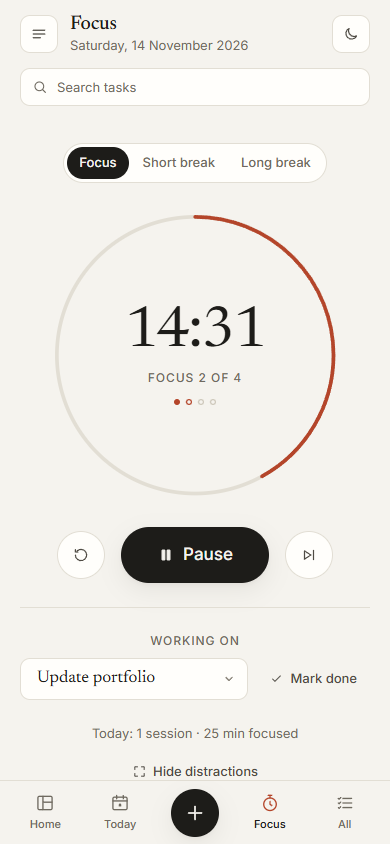 Focus
Saturday, 14 November 2026
Search tasks
Focus Short break Long break
14:31
FOCUS 2 OF 4
Pause
WORKING ON
Update portfolio
Mark done
Today: 1 session · 25 min focused
Hide distractions
Home Today Focus All